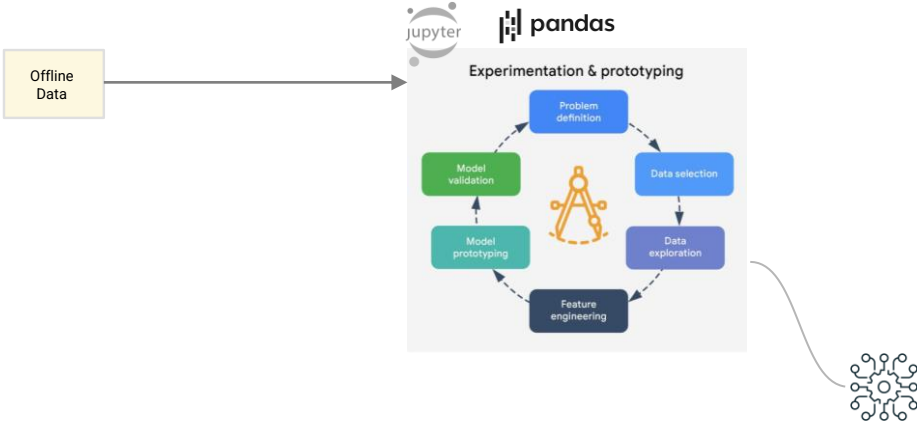 jupyter
pandas
Offline
Data
Experimentation & prototyping
Problem
definition
Model
validation
Data selection
Model
prototyping
Data
exploration
Feature
engineering